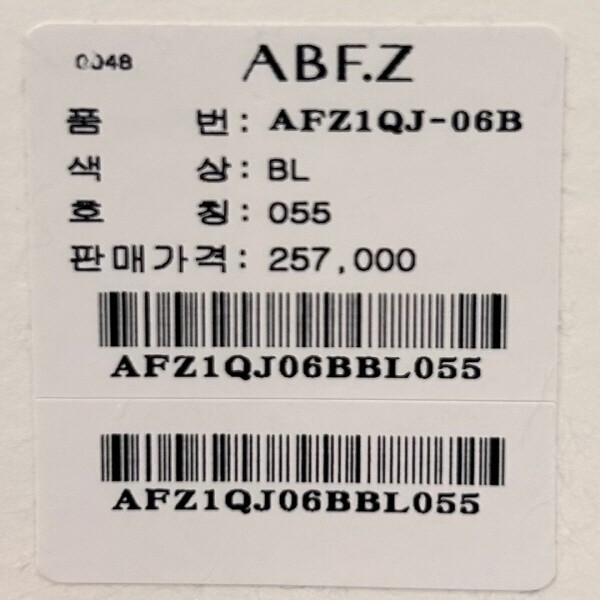 0048 ABF.Z
품 번: AFZ1QJ-06B
색 상: BL
호 칭: 055
판매가격: 257,000
AFZ1QJ06BBL055
AFZ1QJ06BBL055